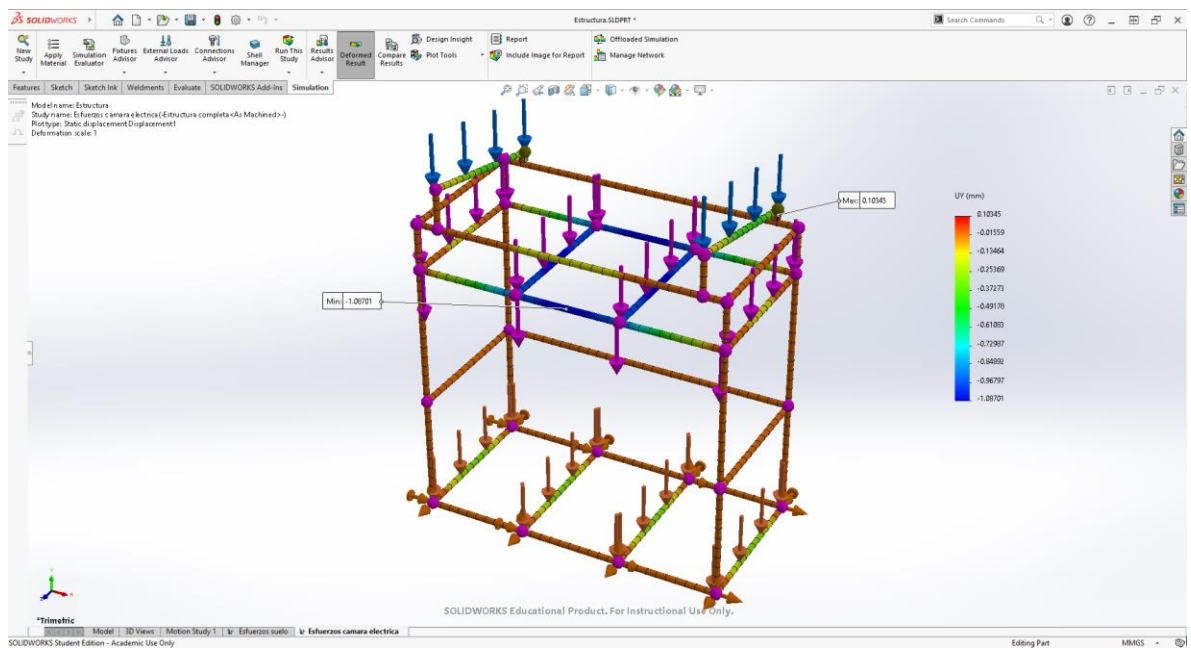 SOLIDWORKS
Estructura.SLDPRT *
Search Commands
New Study
Apply Material
Simulation Evaluator
Fixtures Advisor
External Loads Advisor
Connections Advisor
Shell Manager
Run This Study
Results Advisor
Deformed Result
Compare Results
Design Insight
Plot Tools
Report
Include Image for Report
Offloaded Simulation
Manage Network
Features Sketch Sketch Ink Weldments Evaluate SOLIDWORKS Add-Ins Simulation
Model name: Estructura
Study name: Esfuerzos camara electrica(-Estructura completa<As Machined>-)
Plot type: Static displacement Displacement1
Deformation scale: 1
Max: 0.10345
Min: -1.08701
UY (mm)
0.10345
-0.01559
-0.13464
-0.25369
-0.37273
-0.49178
-0.61083
-0.72987
-0.84892
-0.96797
-1.08701
SOLIDWORKS Educational Product. For Instructional Use Only.
*Trimetric
Model 3D Views Motion Study 1 Esfuerzos suelo Esfuerzos camara electrica
SOLIDWORKS Student Edition - Academic Use Only
Editing Part
MMGS